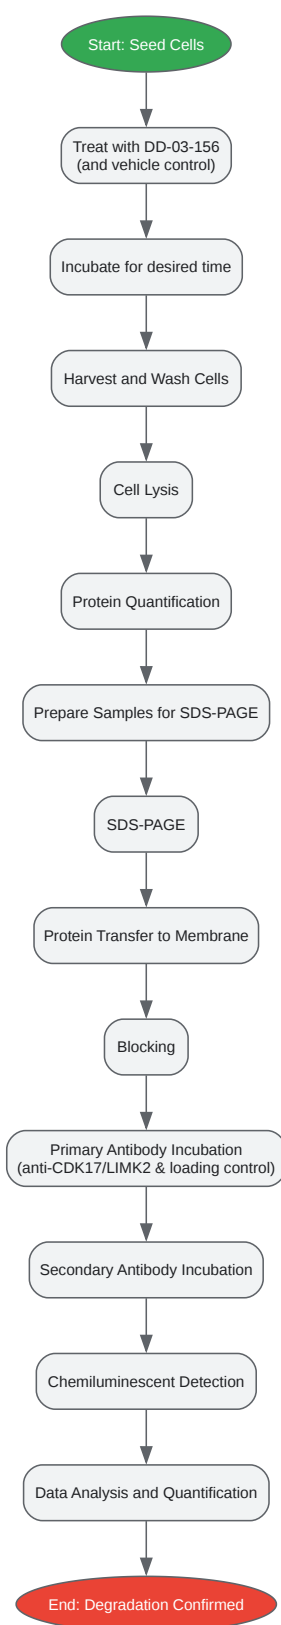 Start: Seed Cells
Treat with DD-03-156
(and vehicle control)
Incubate for desired time
Harvest and Wash Cells
Cell Lysis
Protein Quantification
Prepare Samples for SDS-PAGE
SDS-PAGE
Protein Transfer to Membrane
Blocking
Primary Antibody Incubation
(anti-CDK17/LIMK2 & loading control)
Secondary Antibody Incubation
Chemiluminescent Detection
Data Analysis and Quantification
End: Degradation Confirmed